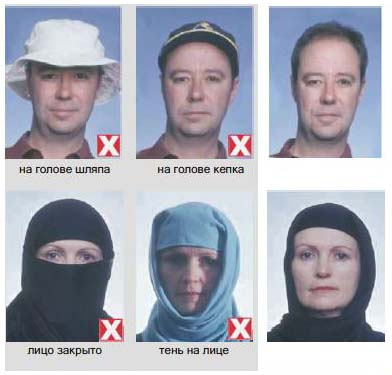 на голове шляпа
на голове кепка
лицо закрыто
тень на лице